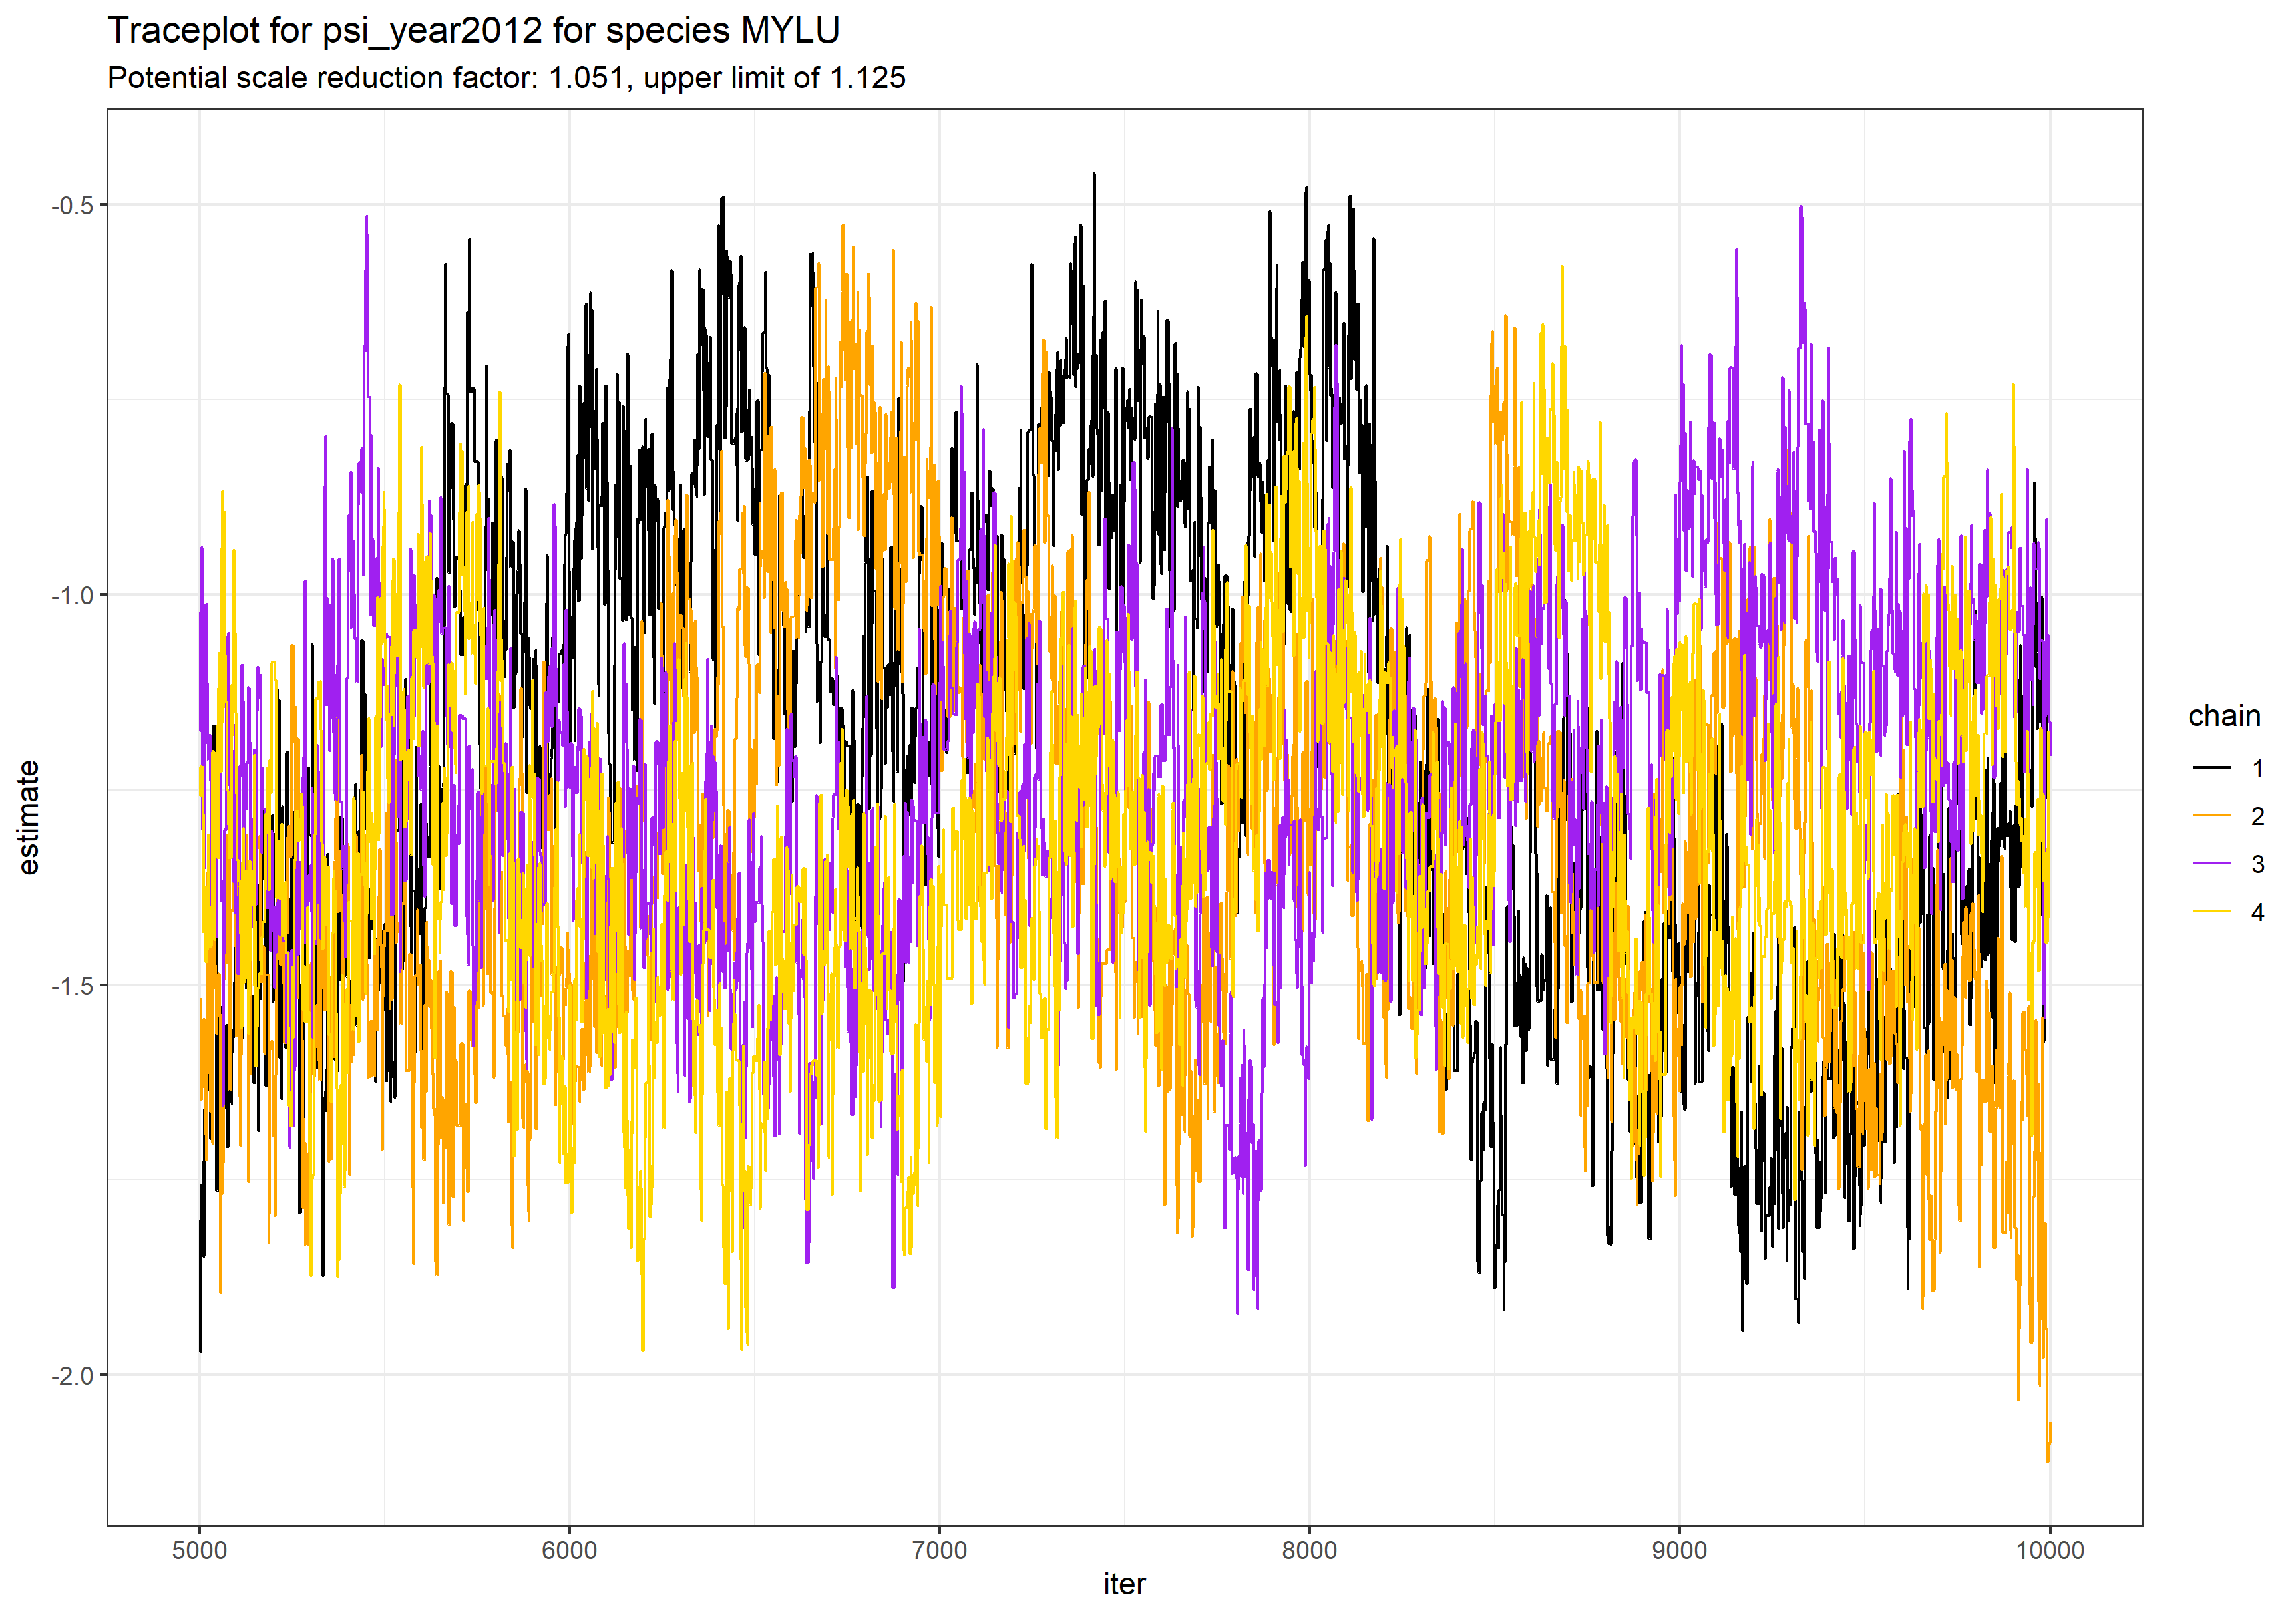 Traceplot for psi_year2012 for species MYLU
Potential scale reduction factor: 1.051, upper limit of 1.125
-0.5
-1.0
-1.5
-2.0
estimate
5000 6000 7000 8000 9000 10000
iter
chain
1
2
3
4